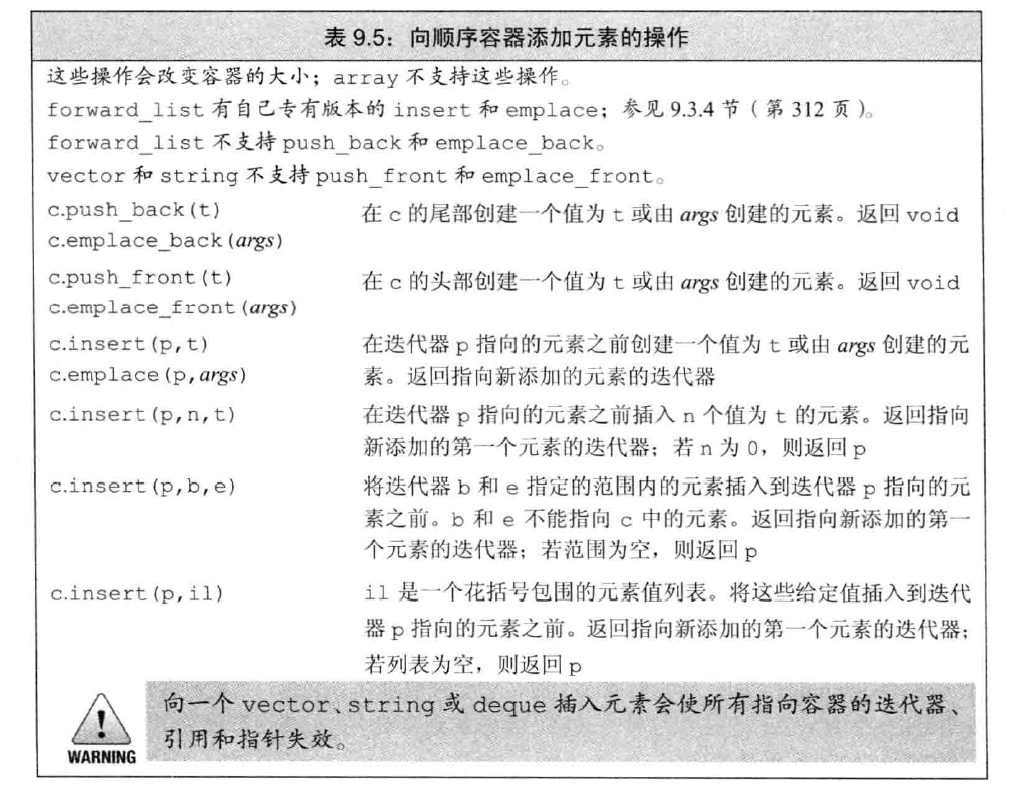 表 9.5：向顺序容器添加元素的操作
这些操作会改变容器的大小；array 不支持这些操作。
forward_list 有自己专有版本的 insert 和 emplace；参见 9.3.4 节（第 312 页）。
forward_list 不支持 push_back 和 emplace_back。
vector 和 string 不支持 push_front 和 emplace_front。
c.push_back(t) 在 c 的尾部创建一个值为 t 或由 args 创建的元素。返回 void
c.emplace_back(args)
c.push_front(t) 在 c 的头部创建一个值为 t 或由 args 创建的元素。返回 void
c.emplace_front(args)
c.insert(p,t) 在迭代器 p 指向的元素之前创建一个值为 t 或由 args 创建的元
c.emplace(p,args) 素。返回指向新添加的元素的迭代器
c.insert(p,n,t) 在迭代器 p 指向的元素之前插入 n 个值为 t 的元素。返回指向
新添加的第一个元素的迭代器；若 n 为 0，则返回 p
c.insert(p,b,e) 将迭代器 b 和 e 指定的范围内的元素插入到迭代器 p 指向的元
素之前。b 和 e 不能指向 c 中的元素。返回指向新添加的第一
个元素的迭代器；若范围为空，则返回 p
c.insert(p,il) il 是一个花括号包围的元素值列表。将这些给定值插入到迭代
器 p 指向的元素之前。返回指向新添加的第一个元素的迭代器；
若列表为空，则返回 p
向一个 vector、string 或 deque 插入元素会使所有指向容器的迭代器、
引用和指针失效。
WARNING